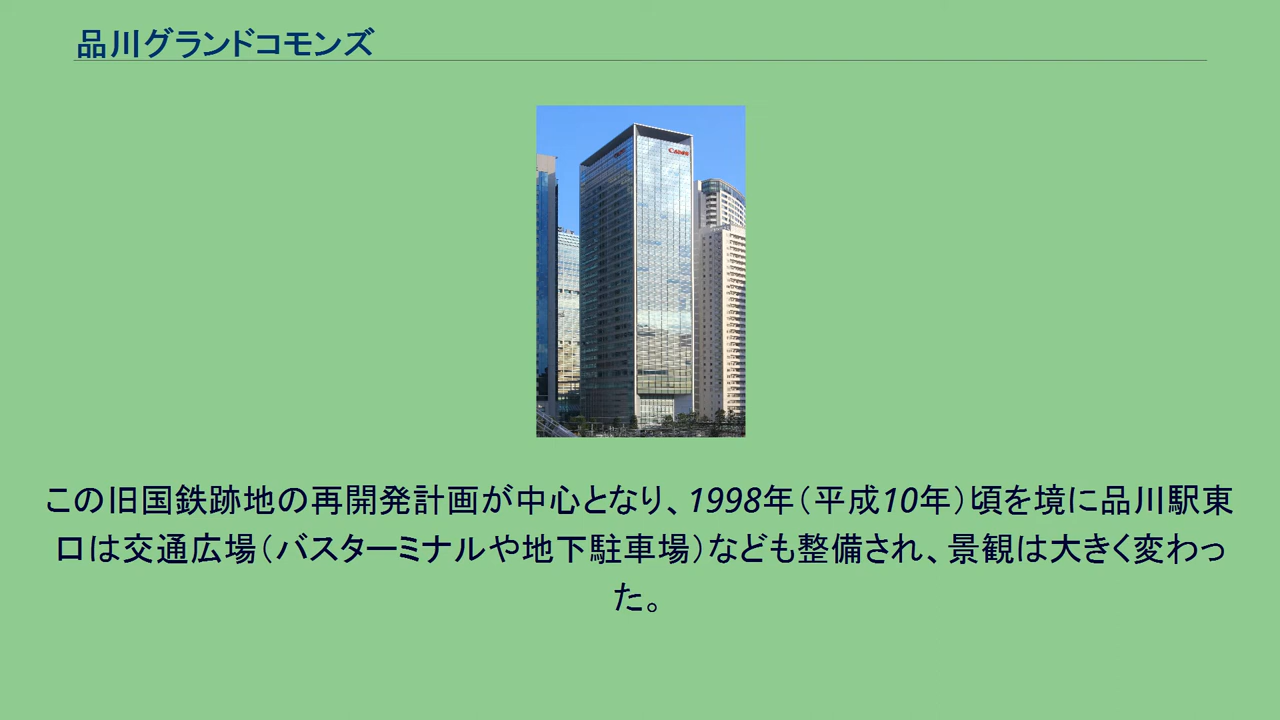 品川グランドコモンズ
Canon
この旧国鉄跡地の再開発計画が中心となり、1998年（平成10年）頃を境に品川駅東
口は交通広場（バスターミナルや地下駐車場）なども整備され、景観は大きく変わっ
た。